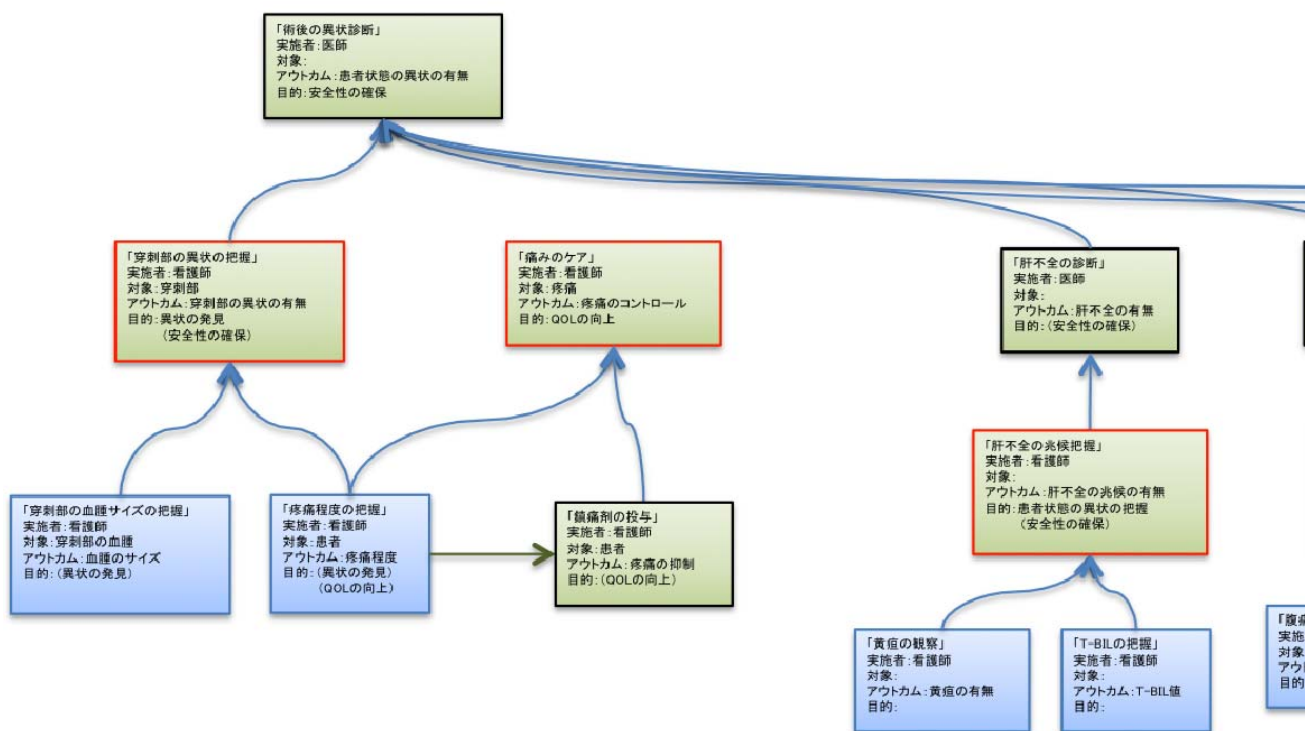 「術後の異状診断」
実施者:医師
対象:
アウトカム:患者状態の異状の有無
目的:安全性の確保
「穿刺部の異状の把握」
実施者:看護師
対象:穿刺部
アウトカム:穿刺部の異状の有無
目的:異状の発見
(安全性の確保)
「痛みのケア」
実施者:看護師
対象:疼痛
アウトカム:疼痛のコントロール
目的:QOLの向上
「肝不全の診断」
実施者:医師
対象:
アウトカム:肝不全の有無
目的:(安全性の確保)
「肝不全の兆候把握」
実施者:看護師
対象:
アウトカム:肝不全の兆候の有無
目的:患者状態の異状の把握
(安全性の確保)
「穿刺部の血腫サイズの把握」
実施者:看護師
対象:穿刺部の血腫
アウトカム:血腫のサイズ
目的:(異状の発見)
「疼痛程度の把握」
実施者:看護師
対象:患者
アウトカム:疼痛程度
目的:(異状の発見)
(QOLの向上)
「鎮痛剤の投与」
実施者:看護師
対象:患者
アウトカム:疼痛の抑制
目的:(QOLの向上)
「黄疸の観察」
実施者:看護師
対象:
アウトカム:黄疸の有無
目的:
「T-BILの把握」
実施者:看護師
対象:
アウトカム:T-BIL値
目的:
「腹
実施
対象
アウ
目的